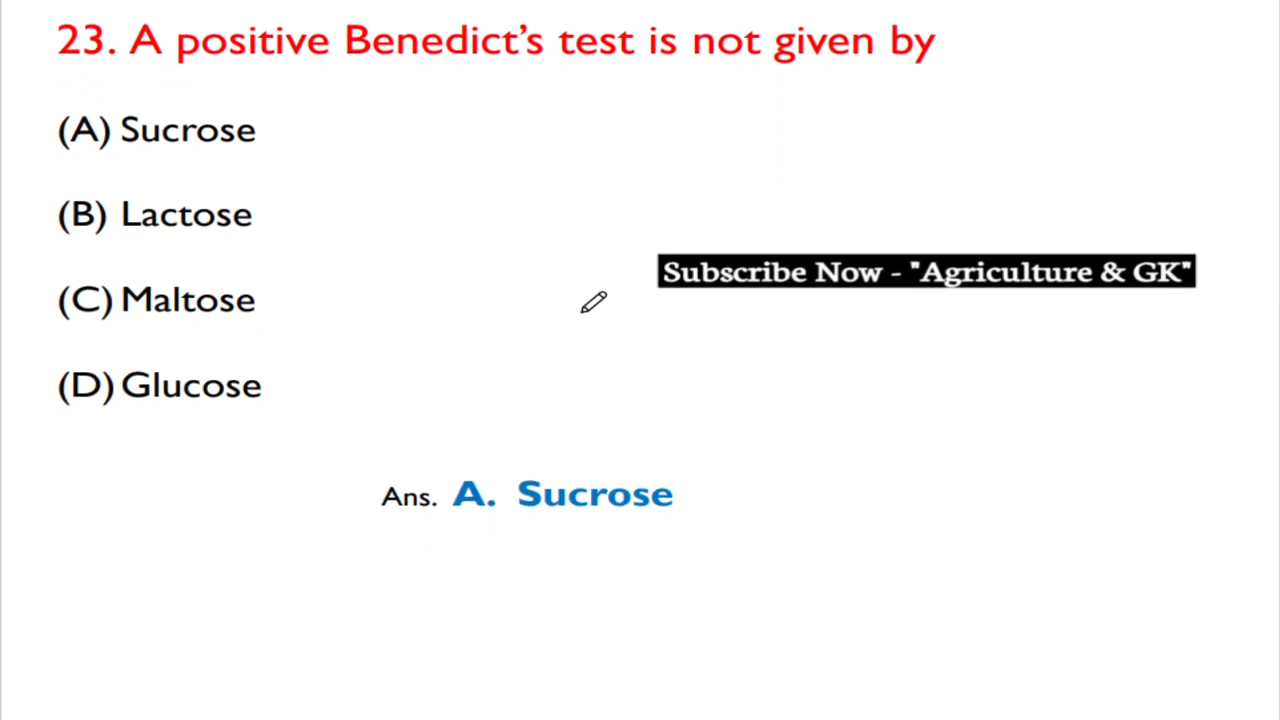 23. A positive Benedict’s test is not given by
(A) Sucrose
(B) Lactose
Subscribe Now - "Agriculture & GK"
(C) Maltose
(D) Glucose
Ans. A. Sucrose